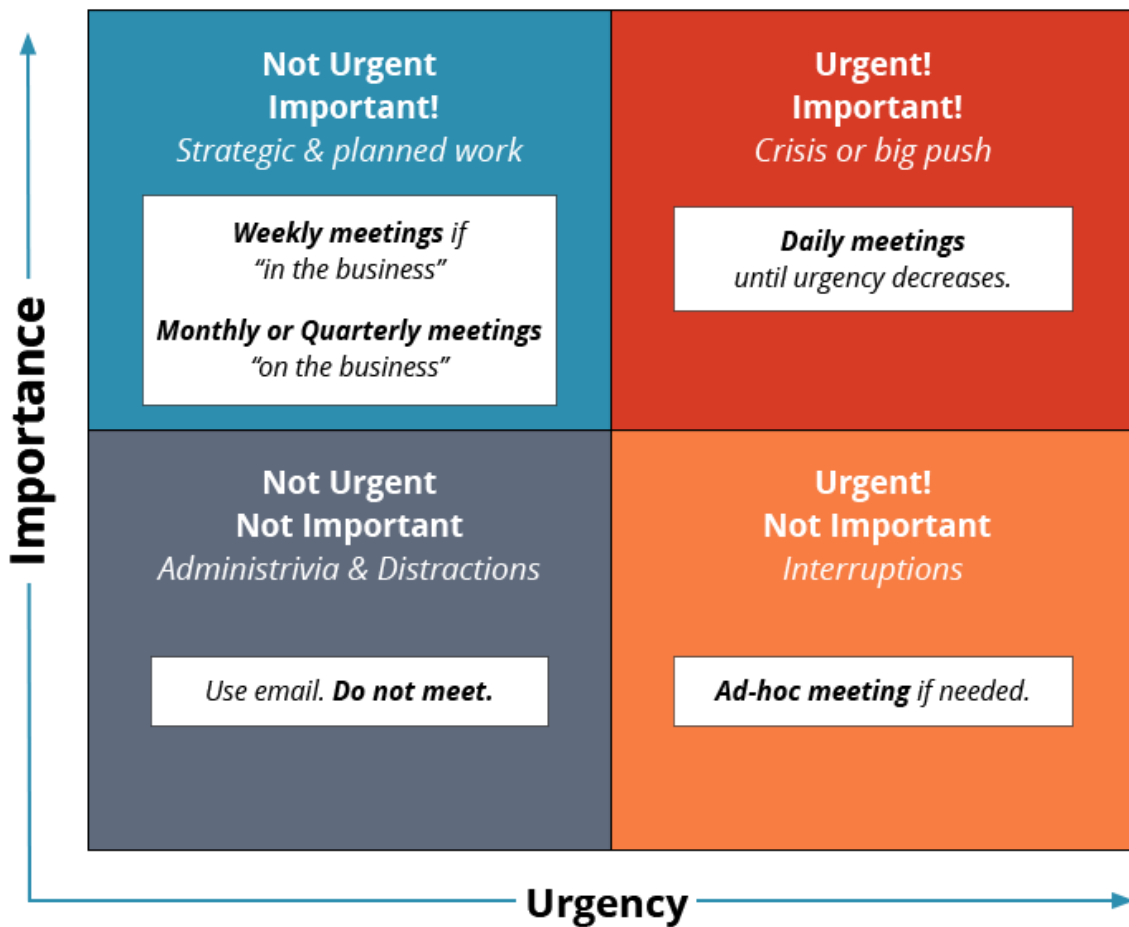 Importance
Not Urgent
Important!
Strategic & planned work
Weekly meetings if
“in the business”
Monthly or Quarterly meetings
“on the business”
Urgent!
Important!
Crisis or big push
Daily meetings
until urgency decreases.
Not Urgent
Not Important
Administrivia & Distractions
Use email. Do not meet.
Urgent!
Not Important
Interruptions
Ad-hoc meeting if needed.
Urgency